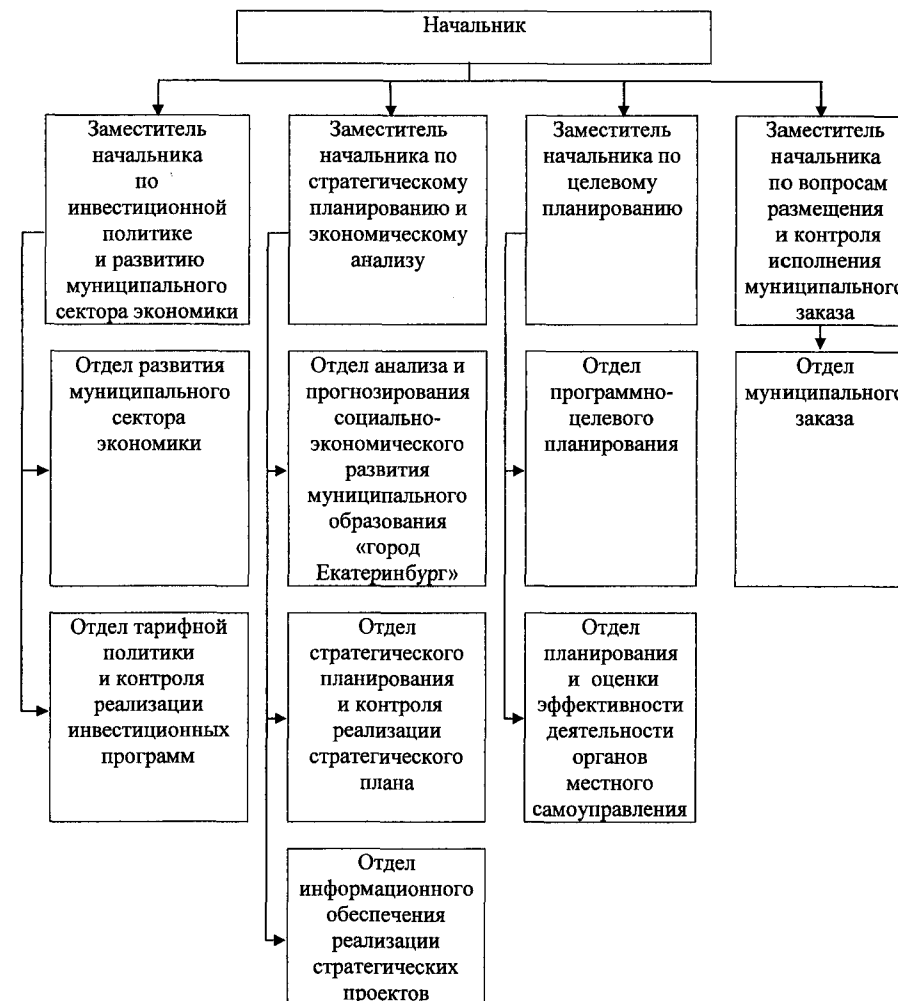 Начальник
Заместитель
начальника
по
инвестиционной
политике
и развитию
муниципального
сектора экономики
Заместитель
начальника по
стратегическому
планированию и
экономическому
анализу
Заместитель
начальника по
целевому
планированию
Заместитель
начальника
по вопросам
размещения
и контроля
исполнения
муниципального
заказа
Отдел развития
муниципального
сектора
экономики
Отдел анализа и
прогнозирования
социально-
экономического
развития
муниципального
образования
«город
Екатеринбург»
Отдел
программно-
целевого
планирования
Отдел
муниципального
заказа
Отдел тарифной
политики
и контроля
реализации
инвестиционных
программ
Отдел
стратегического
планирования
и контроля
реализации
стратегического
плана
Отдел
планирования
и оценки
эффективности
деятельности
органов
местного
самоуправления
Отдел
информационного
обеспечения
реализации
стратегических
проектов